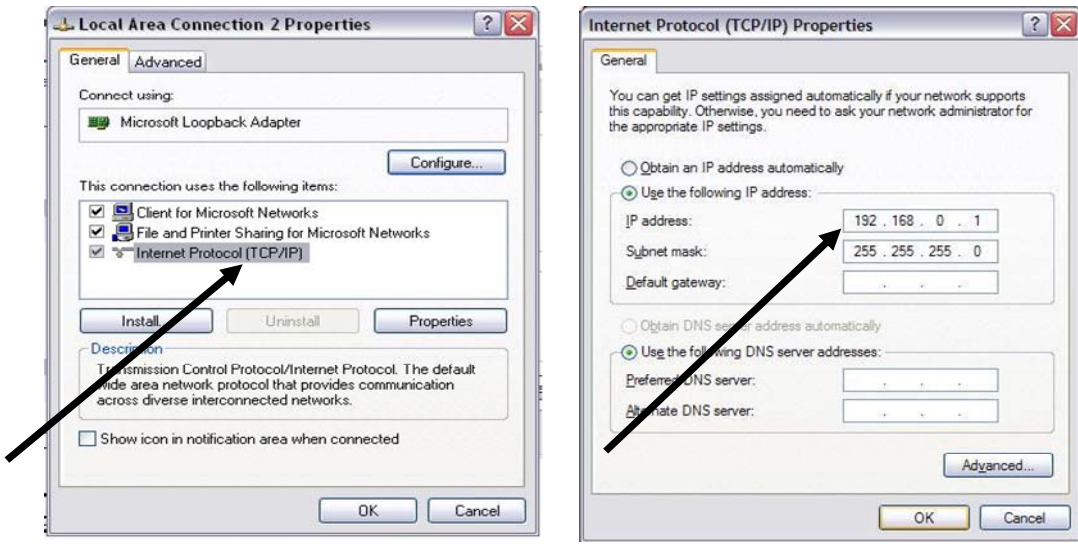 Local Area Connection 2 Properties
General
Advanced
Connect using:
Microsoft Loopback Adapter
Configure...
This connection uses the following items:
Client for Microsoft Networks
File and Printer Sharing for Microsoft Networks
Internet Protocol (TCP/IP)
Install...
Uninstall
Properties
Description
Transmission Control Protocol/Internet Protocol. The default
wide area network protocol that provides communication
across diverse interconnected networks.
Show icon in notification area when connected
OK
Cancel
Internet Protocol (TCP/IP) Properties
General
You can get IP settings assigned automatically if your network supports
this capability. Otherwise, you need to ask your network administrator for
the appropriate IP settings.
Obtain an IP address automatically
Use the following IP address:
IP address:
192 . 168 . 0 . 1
Subnet mask:
255 . 255 . 255 . 0
Default gateway:
. . .
Obtain DNS server address automatically
Use the following DNS server addresses:
Preferred DNS server:
. . .
Alternate DNS server:
. . .
Advanced...
OK
Cancel